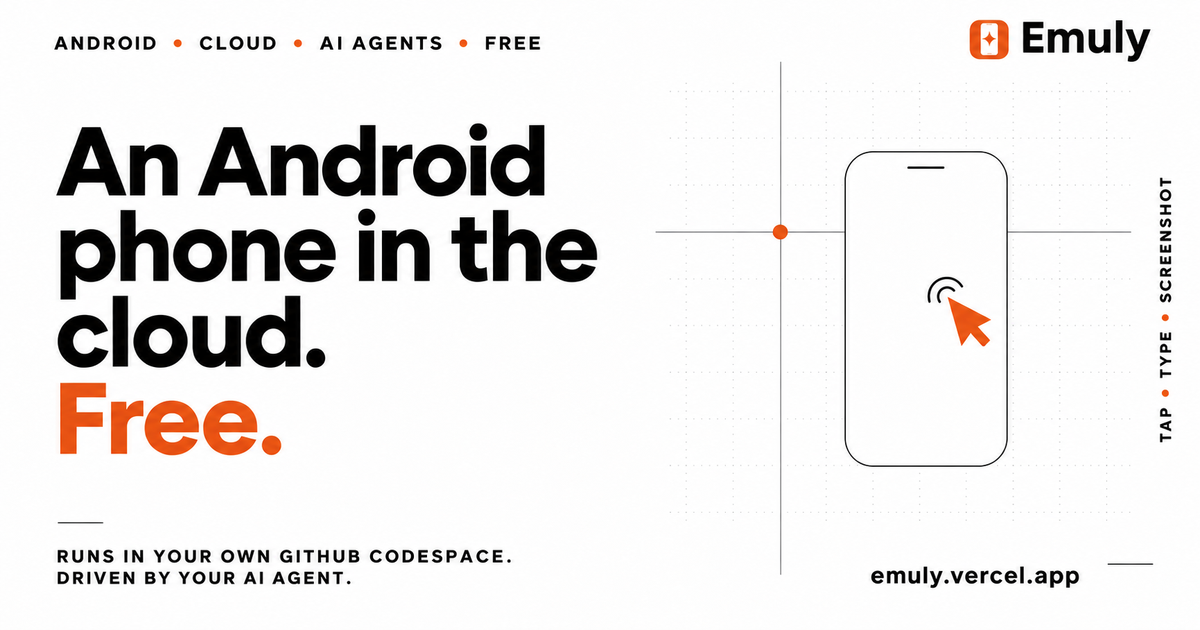 ANDROID • CLOUD • AI AGENTS • FREE
Emuly
An Android
phone in the
cloud.
Free.
TAP • TYPE • SCREENSHOT
RUNS IN YOUR OWN GITHUB CODESPACE.
DRIVEN BY YOUR AI AGENT.
emuly.vercel.app